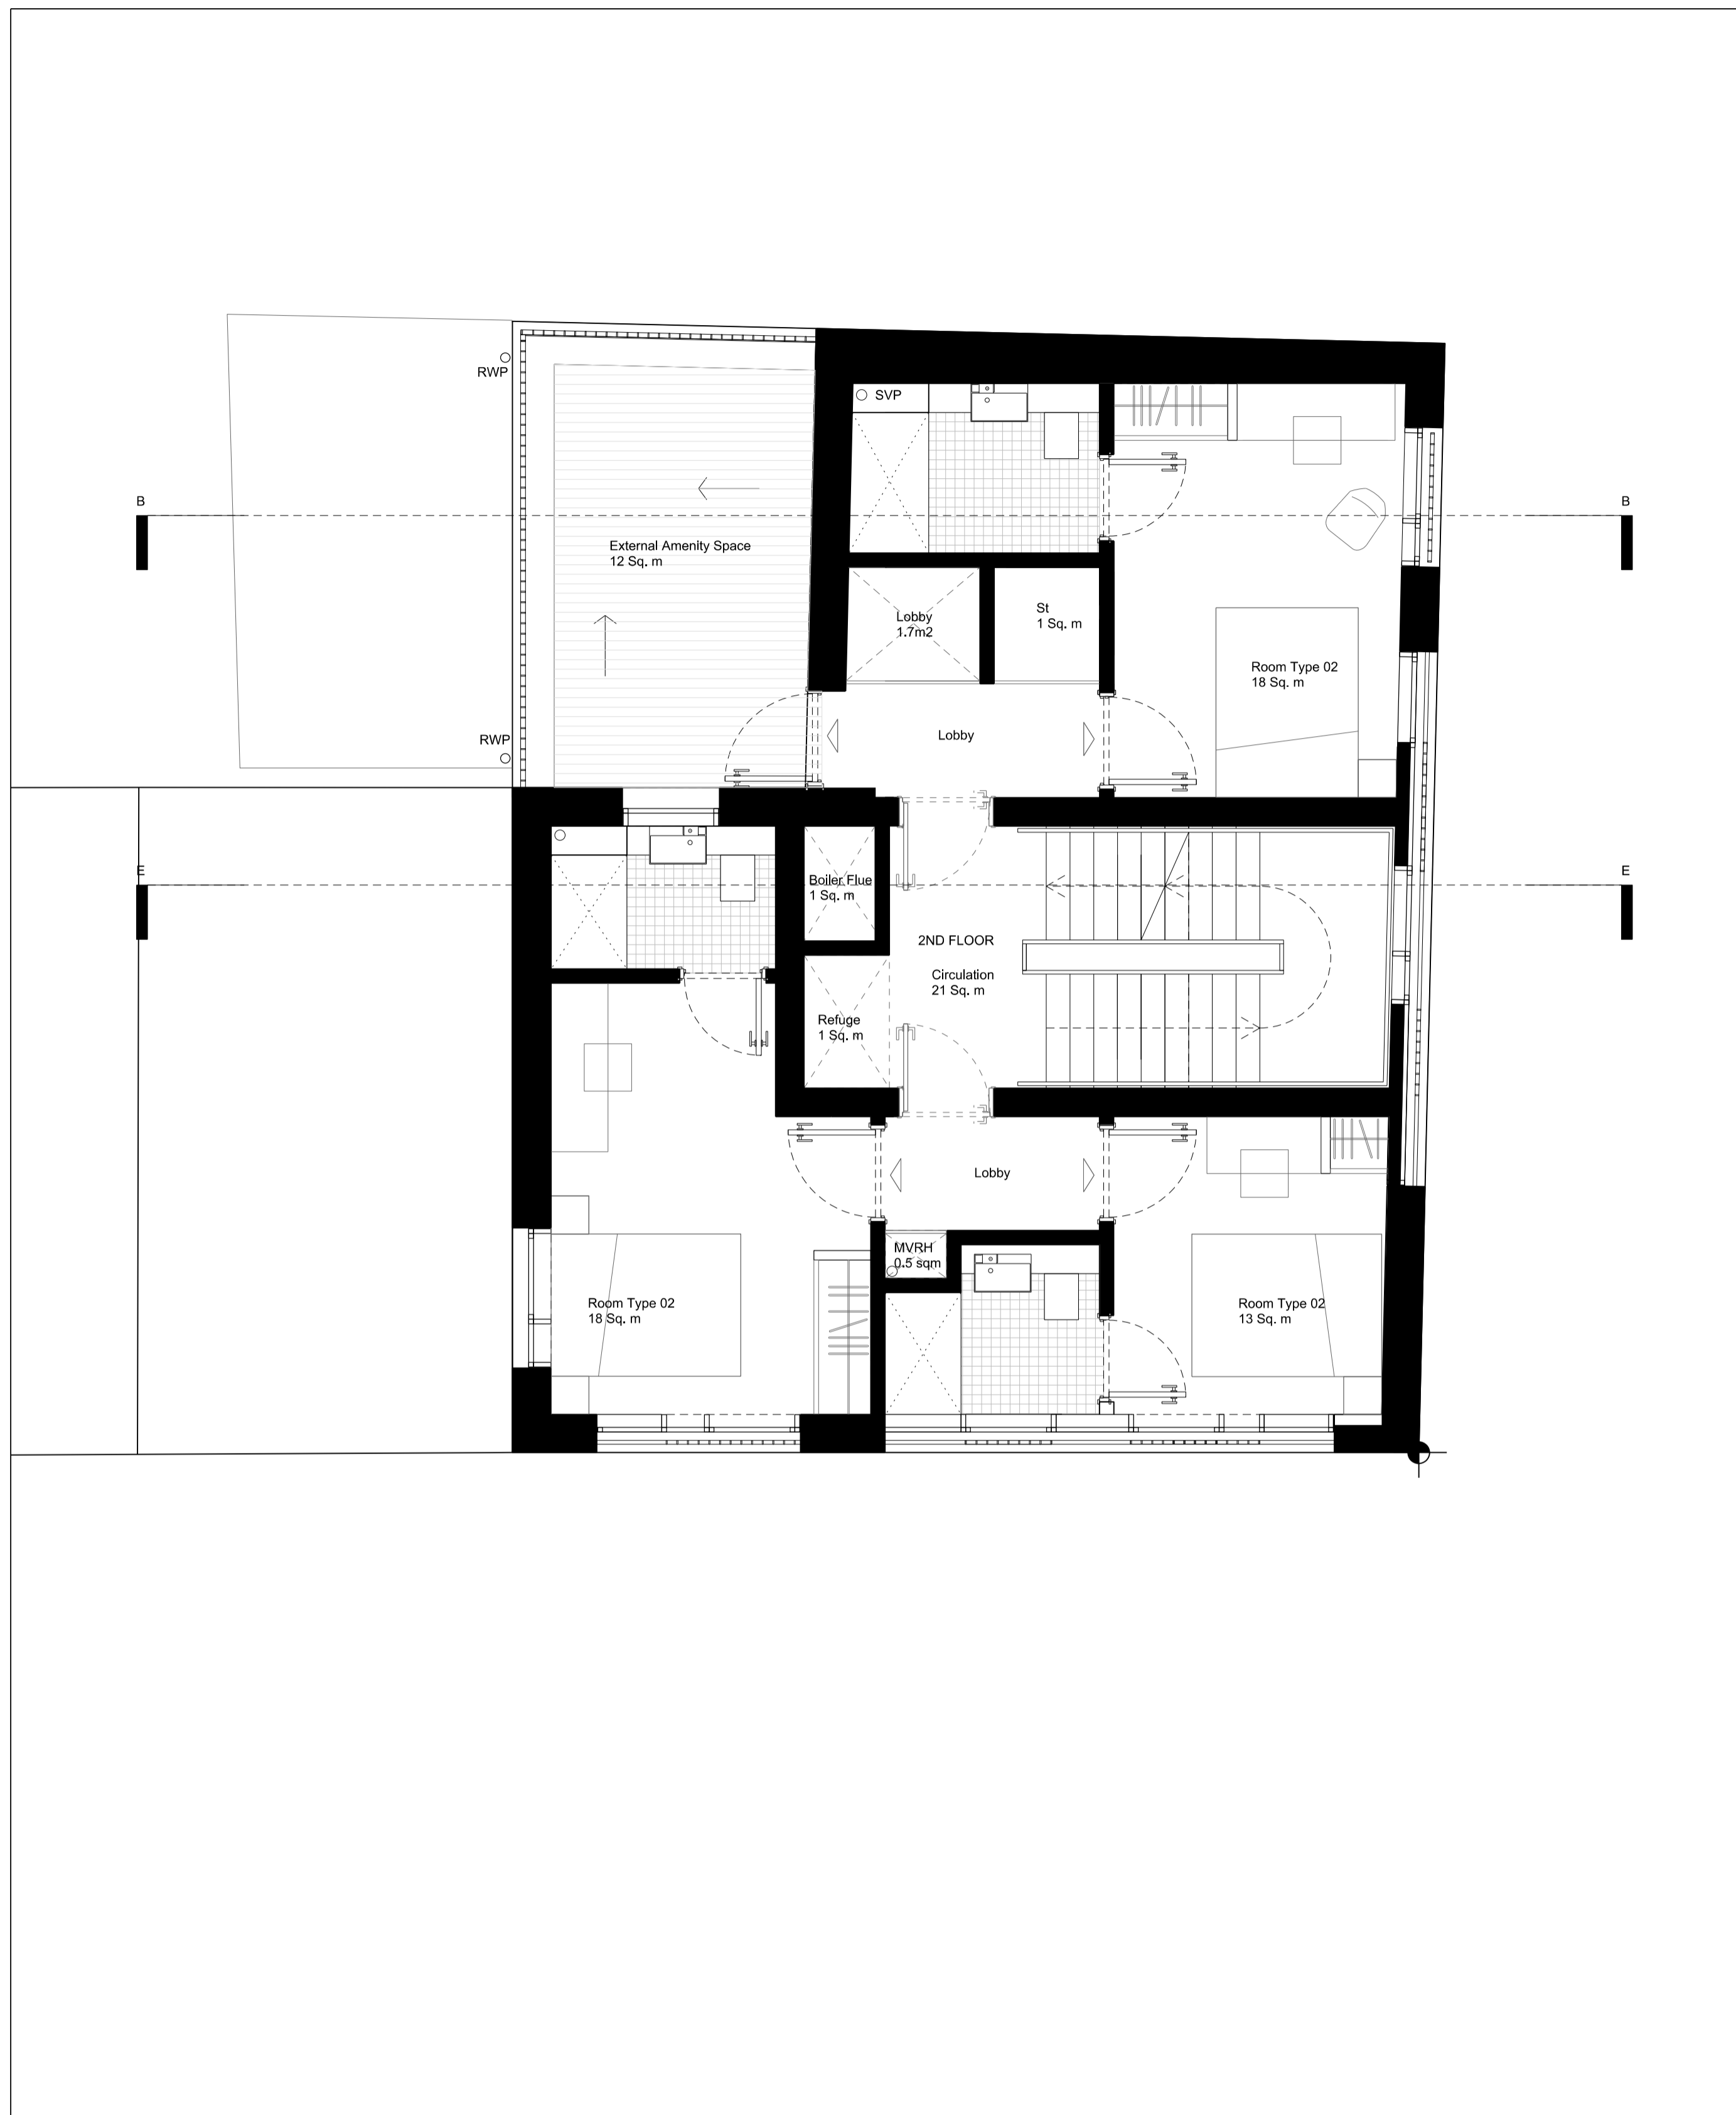 RWP
SVP
B
B
External Amenity Space
12 Sq. m
Lobby
1.7m2
St
1 Sq. m
Room Type 02
18 Sq. m
RWP
Lobby
E
E
Boiler Flue
1 Sq. m
2ND FLOOR
Circulation
21 Sq. m
Refuge
1 Sq. m
Lobby
MVRH
0.5 sqm
Room Type 02
18 Sq. m
Room Type 02
13 Sq. m